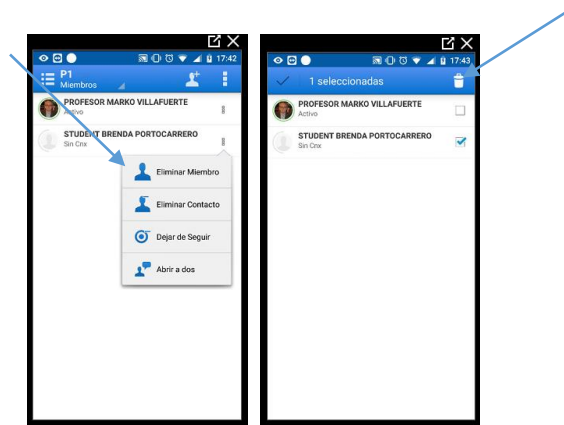 17:42
P1
Miembros
PROFESOR MARKO VILLAFUERTE
Activo
STUDENT BRENDA PORTOCARRERO
Sin Cnx
Eliminar Miembro
Eliminar Contacto
Dejar de Seguir
Abrir a dos
17:43
1 seleccionadas
PROFESOR MARKO VILLAFUERTE
Activo
STUDENT BRENDA PORTOCARRERO
Sin Cnx